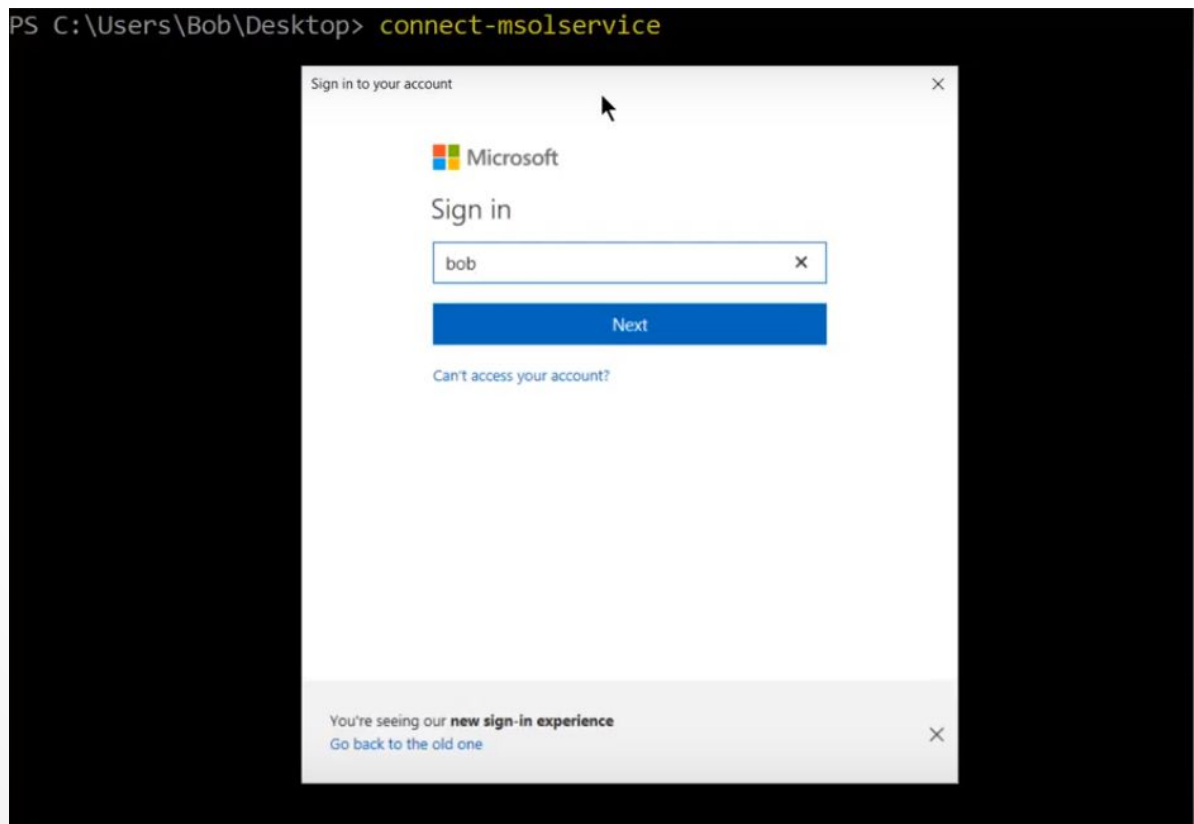 PS C:\Users\Bob\Desktop> connect-msolservice
Sign in to your account
Microsoft
Sign in
bob
Next
Can't access your account?
You're seeing our new sign-in experience
Go back to the old one